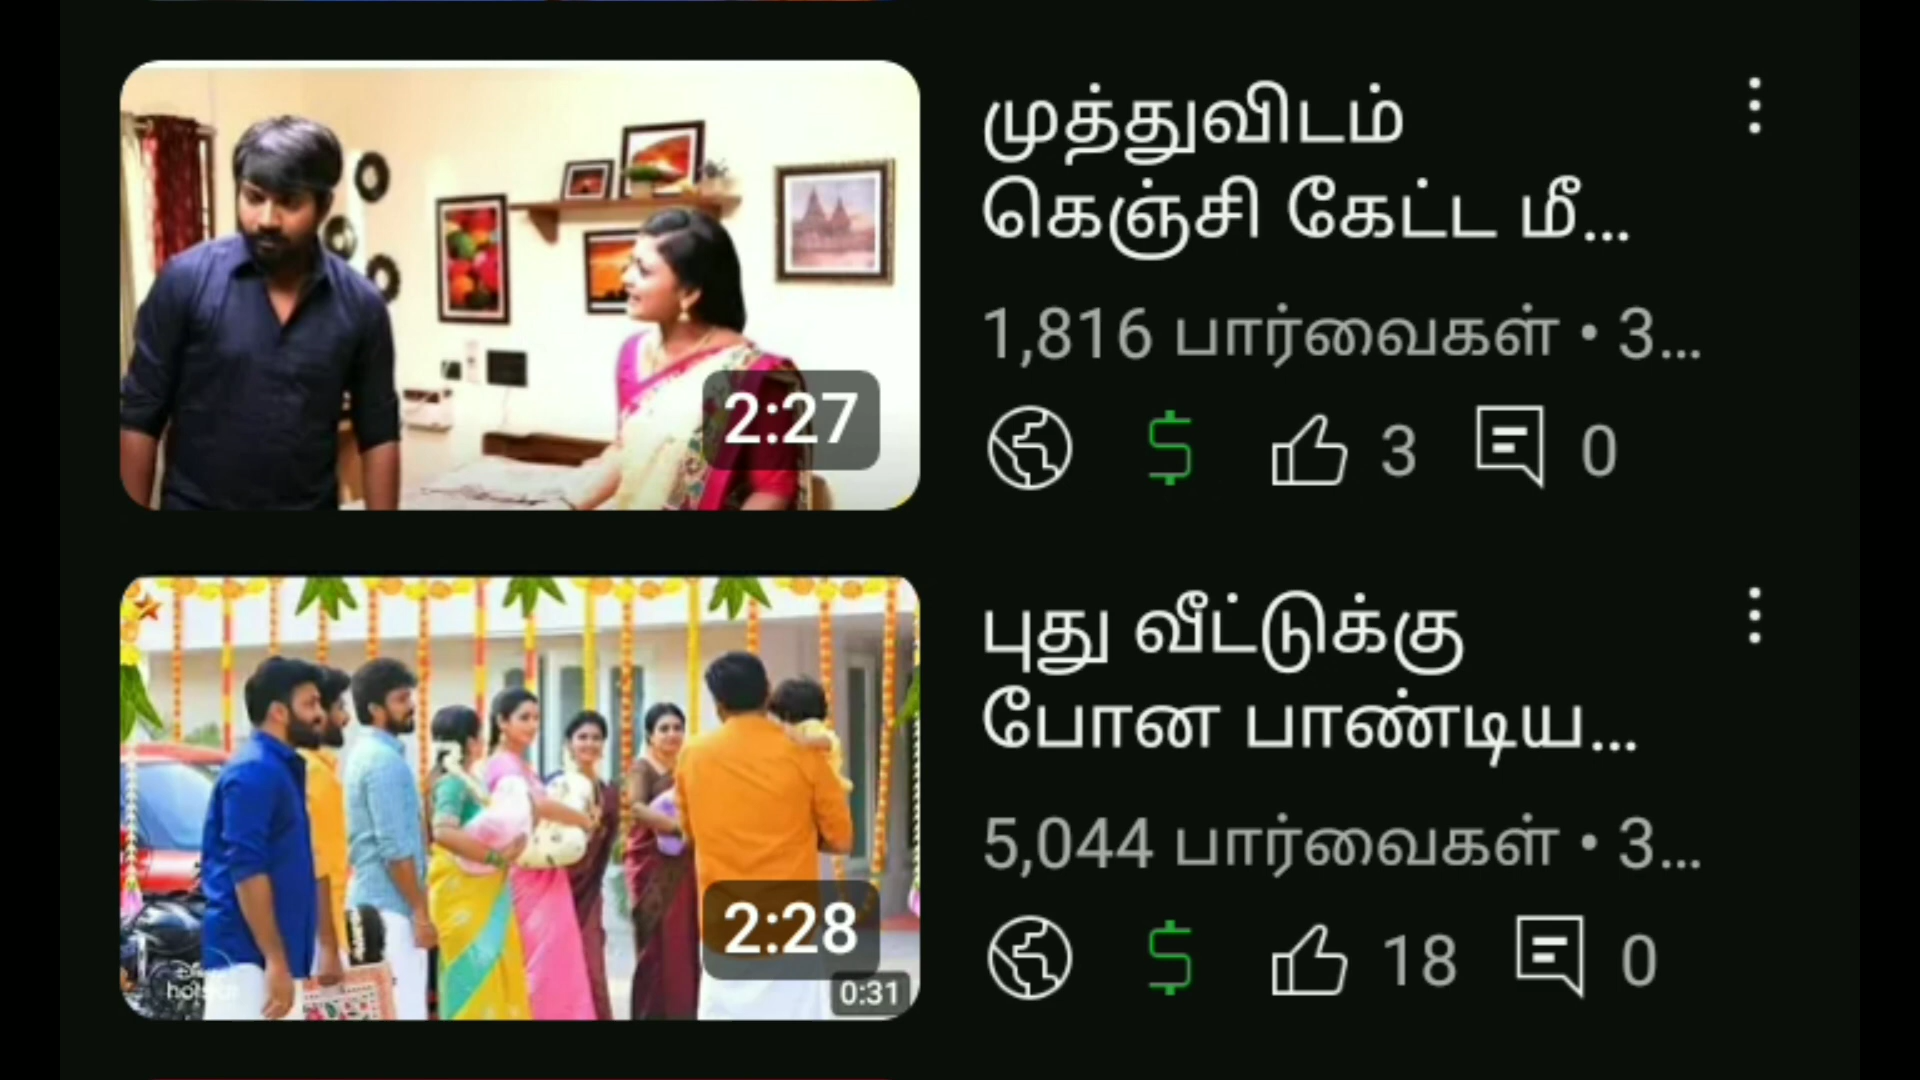 முத்துவிடம்
கெஞ்சி கேட்ட மீ...
1,816 பார்வைகள் • 3...
3 0
2:27
புது வீட்டுக்கு
போன பாண்டிய...
5,044 பார்வைகள் • 3...
18 0
2:28
0:31